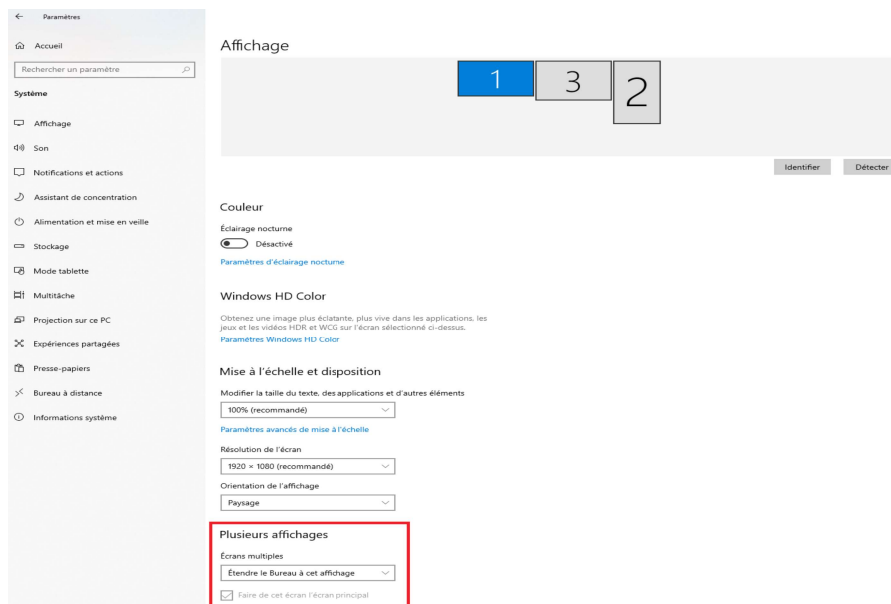 Paramètres
Accueil
Rechercher un paramètre
Système
Affichage
Son
Notifications et actions
Assistant de concentration
Alimentation et mise en veille
Stockage
Mode tablette
Multitâche
Projection sur ce PC
Expériences partagées
Presse-papiers
Bureau à distance
Informations système
Affichage
1
3
2
Identifier
Détecter
Couleur
Éclairage nocturne
Désactivé
Paramètres d'éclairage nocturne
Windows HD Color
Obtenez une image plus éclatante, plus vive dans les applications, les
jeux et les vidéos HDR et WCG sur l'écran sélectionné ci-dessus.
Paramètres Windows HD Color
Mise à l'échelle et disposition
Modifier la taille du texte, des applications et d'autres éléments
100% (recommandé)
Paramètres avancés de mise à l'échelle
Résolution de l'écran
1920 × 1080 (recommandé)
Orientation de l'affichage
Paysage
Plusieurs affichages
Écrans multiples
Étendre le Bureau à cet affichage
Faire de cet écran l'écran principal